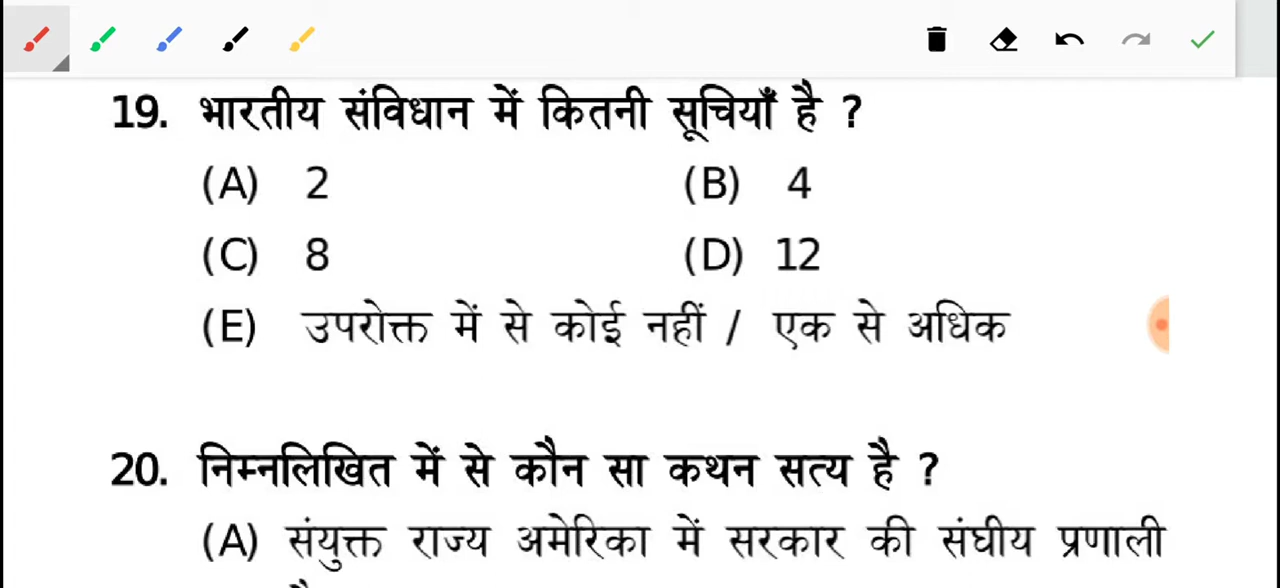 19. भारतीय संविधान में कितनी सूचियाँ है ?
(A) 2 (B) 4
(C) 8 (D) 12
(E) उपरोक्त में से कोई नहीं / एक से अधिक
20. निम्नलिखित में से कौन सा कथन सत्य है ?
(A) संयुक्त राज्य अमेरिका में सरकार की संघीय प्रणाली